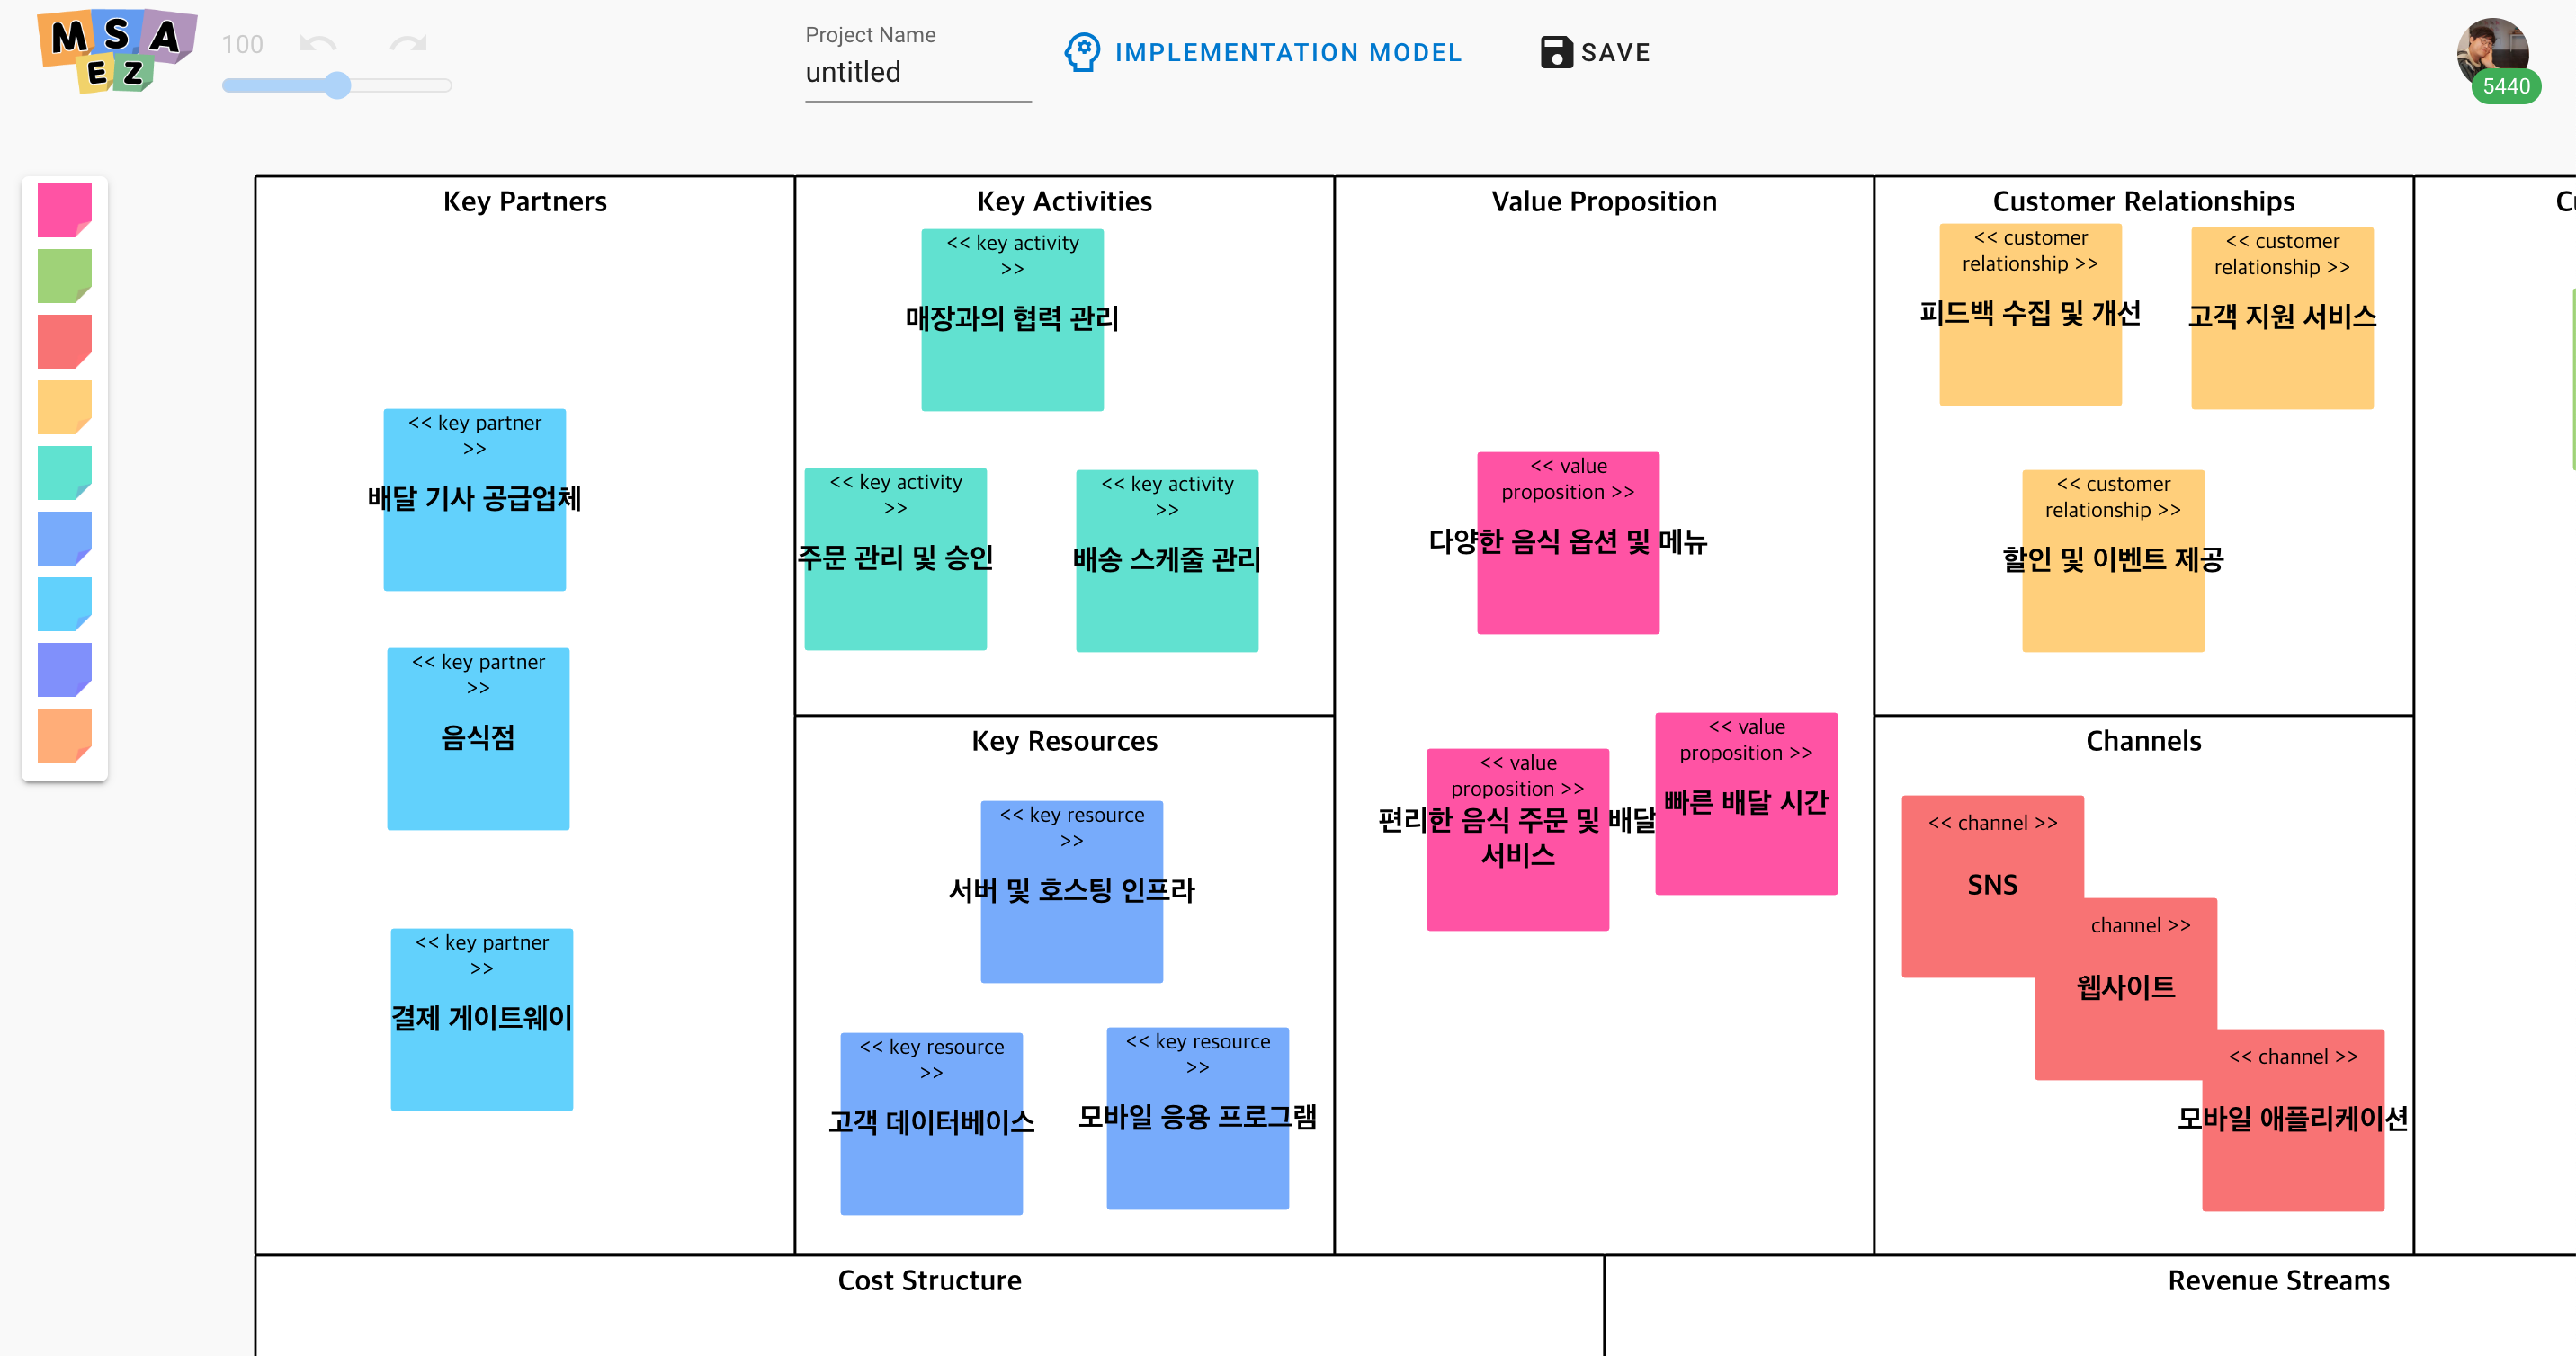 MSA
EZ
100
Project Name
untitled
IMPLEMENTATION MODEL
SAVE
5440
Key Partners
<< key partner
>>
배달 기사 공급업체
<< key partner
>>
음식점
<< key partner
>>
결제 게이트웨이
Key Activities
<< key activity
>>
매장과의 협력 관리
<< key activity
>>
주문 관리 및 승인
<< key activity
>>
배송 스케줄 관리
Key Resources
<< key resource
>>
서버 및 호스팅 인프라
<< key resource
>>
고객 데이터베이스
<< key resource
>>
모바일 응용 프로그램
Value Proposition
<< value
proposition >>
다양한 음식 옵션 및 메뉴
<< value
proposition >>
편리한 음식 주문 및 배달
서비스
<< value
proposition >>
빠른 배달 시간
Customer Relationships
<< customer
relationship >>
피드백 수집 및 개선
<< customer
relationship >>
고객 지원 서비스
<< customer
relationship >>
할인 및 이벤트 제공
Channels
<< channel >>
SNS
channel >>
웹사이트
<< channel >>
모바일 애플리케이션
Cost Structure
Revenue Streams